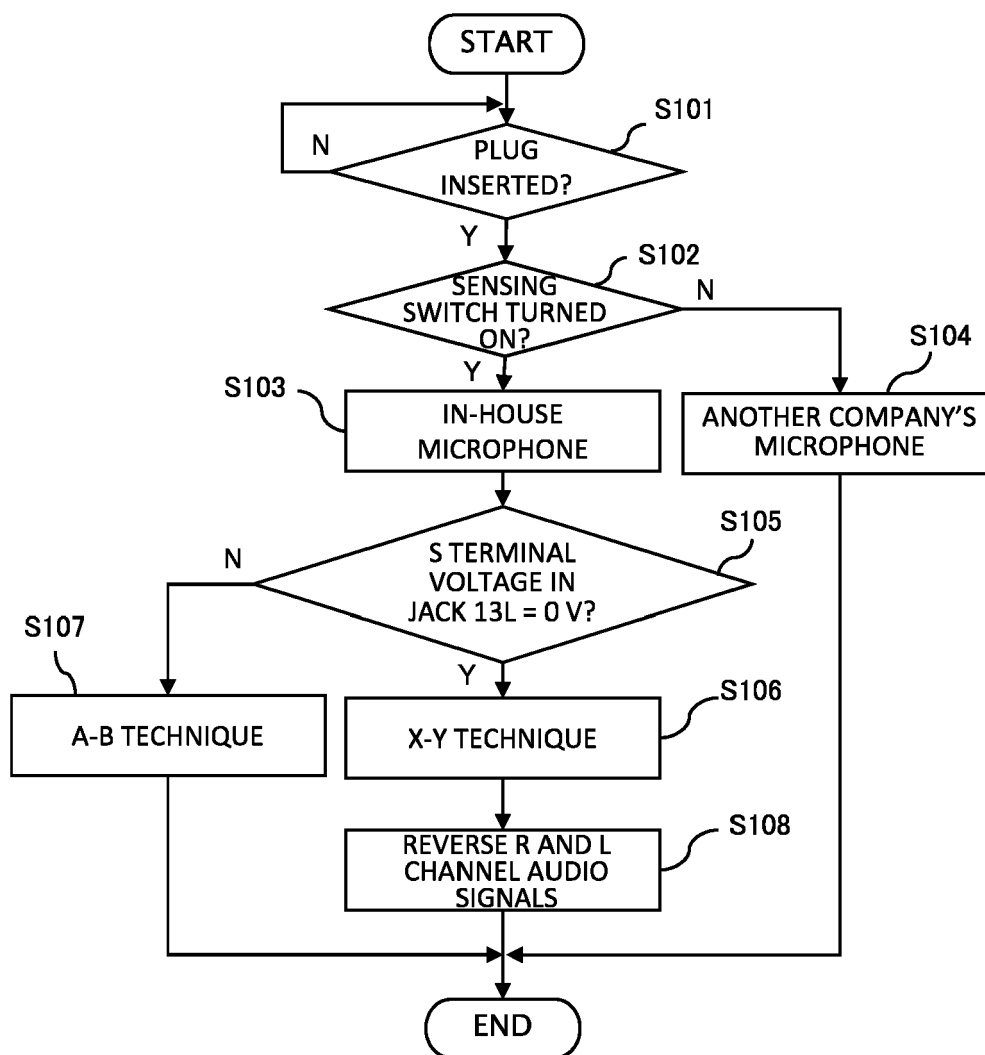 START
S101
N
PLUG
INSERTED?
Y
S102
SENSING
SWITCH TURNED
ON?
N
Y
S103
S104
IN-HOUSE
MICROPHONE
ANOTHER COMPANY'S
MICROPHONE
S105
N
S TERMINAL
VOLTAGE IN
JACK 13L = 0 V?
S107
Y
S106
A-B TECHNIQUE
X-Y TECHNIQUE
S108
REVERSE R AND L
CHANNEL AUDIO
SIGNALS
END